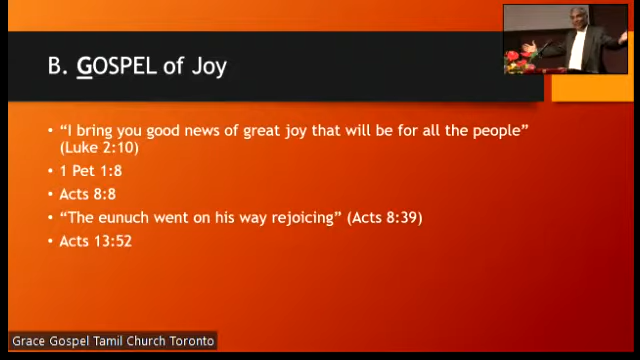 B. GOSPEL of Joy
• “I bring you good news of great joy that will be for all the people”
(Luke 2:10)
• 1 Pet 1:8
• Acts 8:8
• “The eunuch went on his way rejoicing” (Acts 8:39)
• Acts 13:52
Grace Gospel Tamil Church Toronto